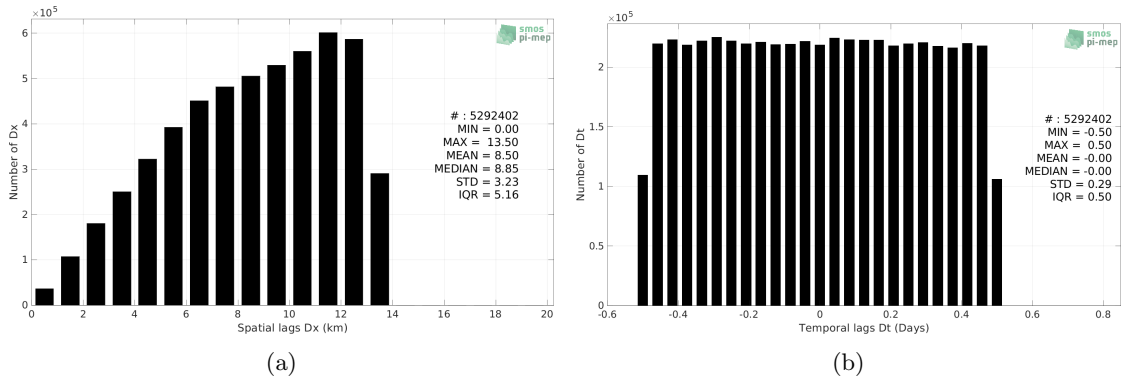 ×10⁵
6
5
4
3
2
1
0
0 2 4 6 8 10 12 14 16 18 20
Number of Dx
Spatial lags Dx (km)
smos
pi-mep
# : 5292402
MIN = 0.00
MAX = 13.50
MEAN = 8.50
MEDIAN = 8.85
STD = 3.23
IQR = 5.16
(a)
×10⁵
2
1.5
1
0.5
0
-0.6 -0.4 -0.2 0 0.2 0.4 0.6 0.8
Number of Dt
Temporal lags Dt (Days)
smos
pi-mep
# : 5292402
MIN = -0.50
MAX = 0.50
MEAN = -0.00
MEDIAN = -0.00
STD = 0.29
IQR = 0.50
(b)